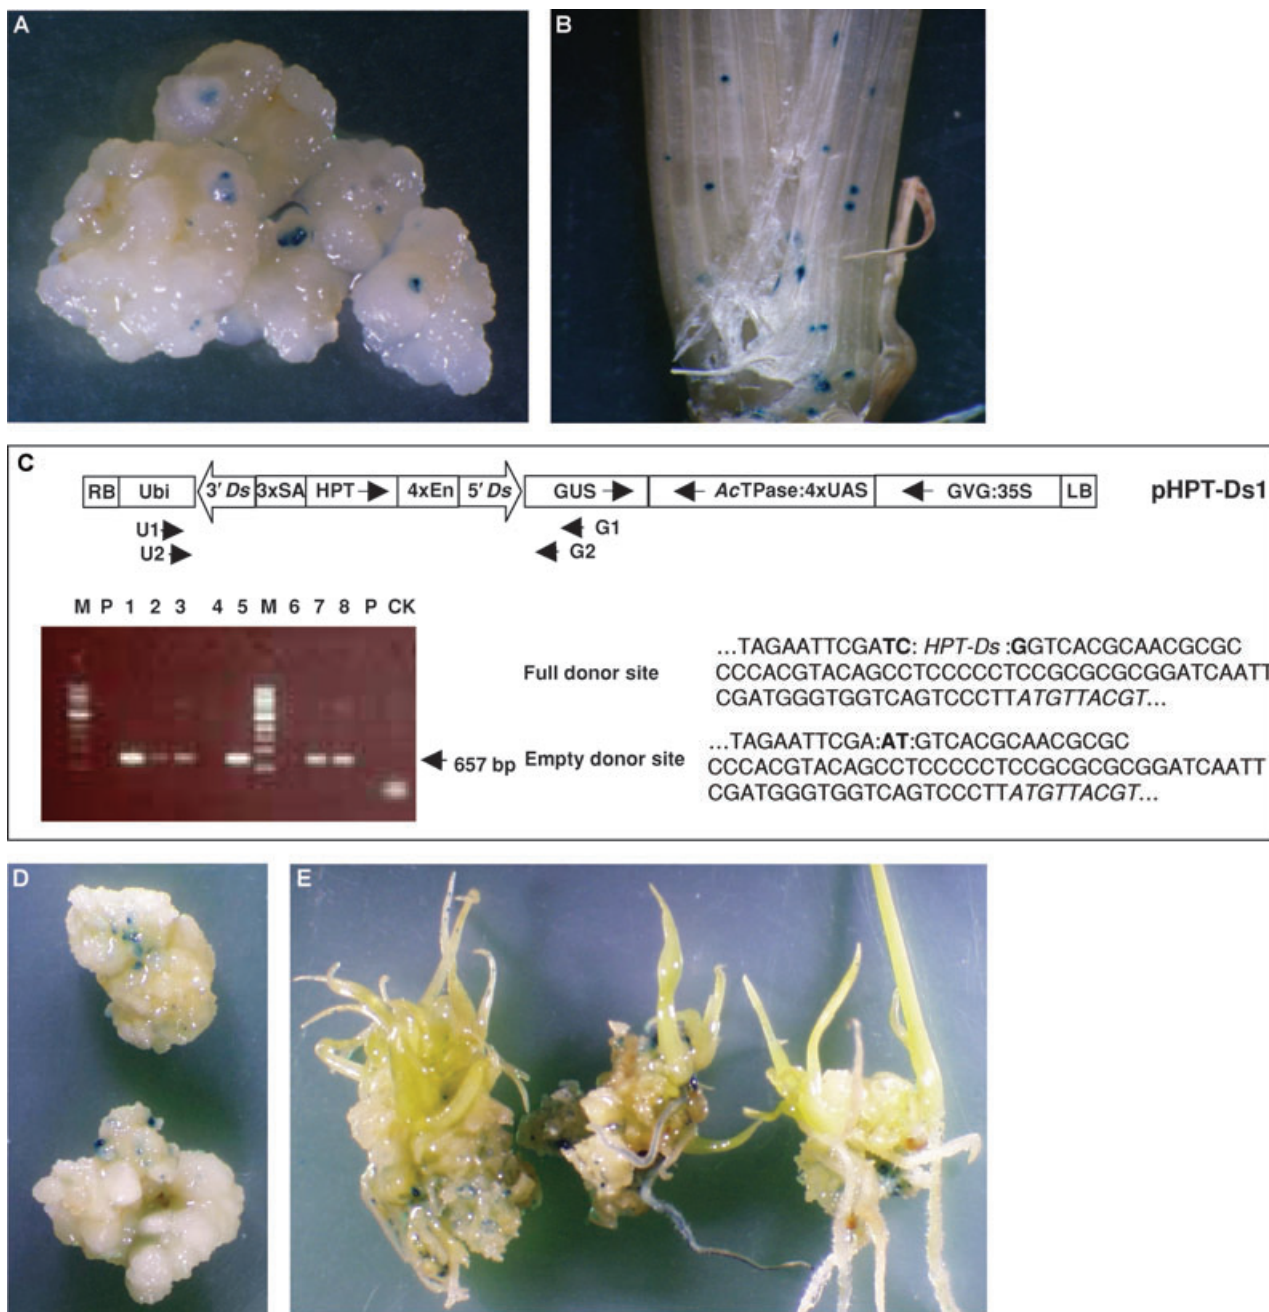 A
B
C
RB Ubi 3' Ds 3xSA HPT 4xEn 5' Ds GUS AcTPase:4xUAS GVG:35S LB pHPT-Ds1
U1 G1
U2 G2
M P 1 2 3 4 5 M 6 7 8 P CK
657 bp
Full donor site
...TAGAATTCGATC: HPT-Ds :GGTCACGCAACGCGC
CCCACGTACAGCCTCCCCCTCCGCGCGCGGATCAATT
CGATGGGTGGTCAGTCCCTTATGTTACGT...
Empty donor site
...TAGAATTCGA:AT:GTCACGCAACGCGC
CCCACGTACAGCCTCCCCCTCCGCGCGCGGATCAATT
CGATGGGTGGTCAGTCCCTTATGTTACGT...
D
E